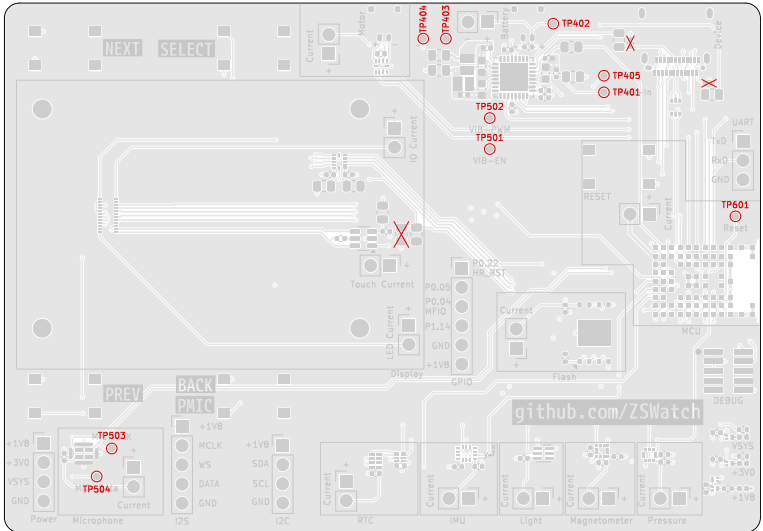 TP404
TP403
Motor
Battery
TP402
Device
Current
NEXT
SELECT
TP405
TP401
-In
TP502
VIB-PWM
TP501
VIB-EN
UART
TxD
RxD
GND
IO Current
RESET
Current
TP601
Reset
Touch Current
P0.22
HR_RST
P0.05
P0.04
MFIO
P1.14
GND
+1V8
GPIO
LED Current
Display
Current
Flash
MCU
DEBUG
PREV
BACK
PMIC
github.com/ZSWatch
TP503
TP504
Current
Microphone
+1V8
+3V0
VSYS
GND
Power
+1V8
MCLK
WS
DATA
GND
I2S
+1V8
SDA
SCL
GND
I2C
Current
RTC
Current
IMU
Current
Light
Current
Magnetometer
Current
Pressure
VSYS
+3V0
+1V8